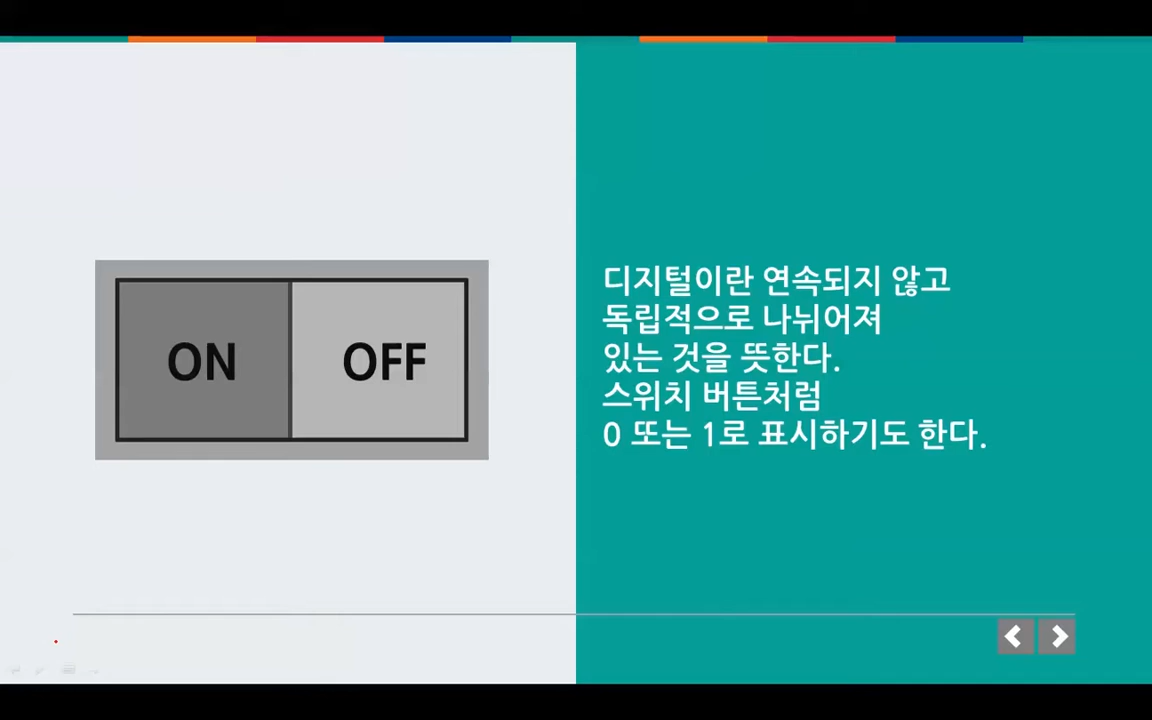 ON OFF
디지털이란 연속되지 않고
독립적으로 나뉘어져
있는 것을 뜻한다.
스위치 버튼처럼
0 또는 1로 표시하기도 한다.